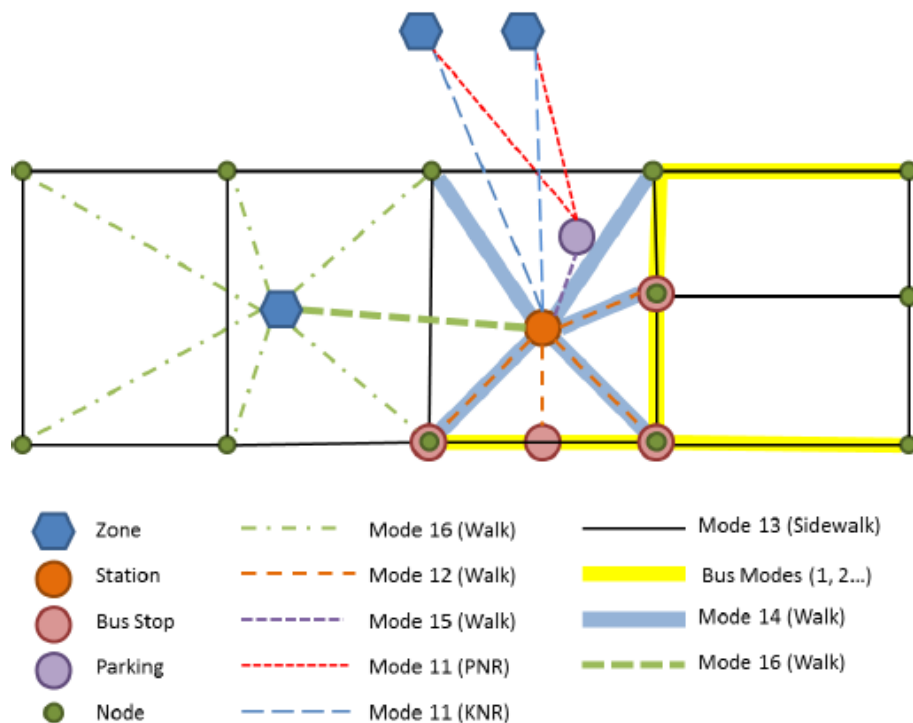 Zone
Mode 16 (Walk)
Mode 13 (Sidewalk)
Station
Mode 12 (Walk)
Bus Modes (1, 2...)
Bus Stop
Mode 15 (Walk)
Mode 14 (Walk)
Parking
Mode 11 (PNR)
Mode 16 (Walk)
Node
Mode 11 (KNR)